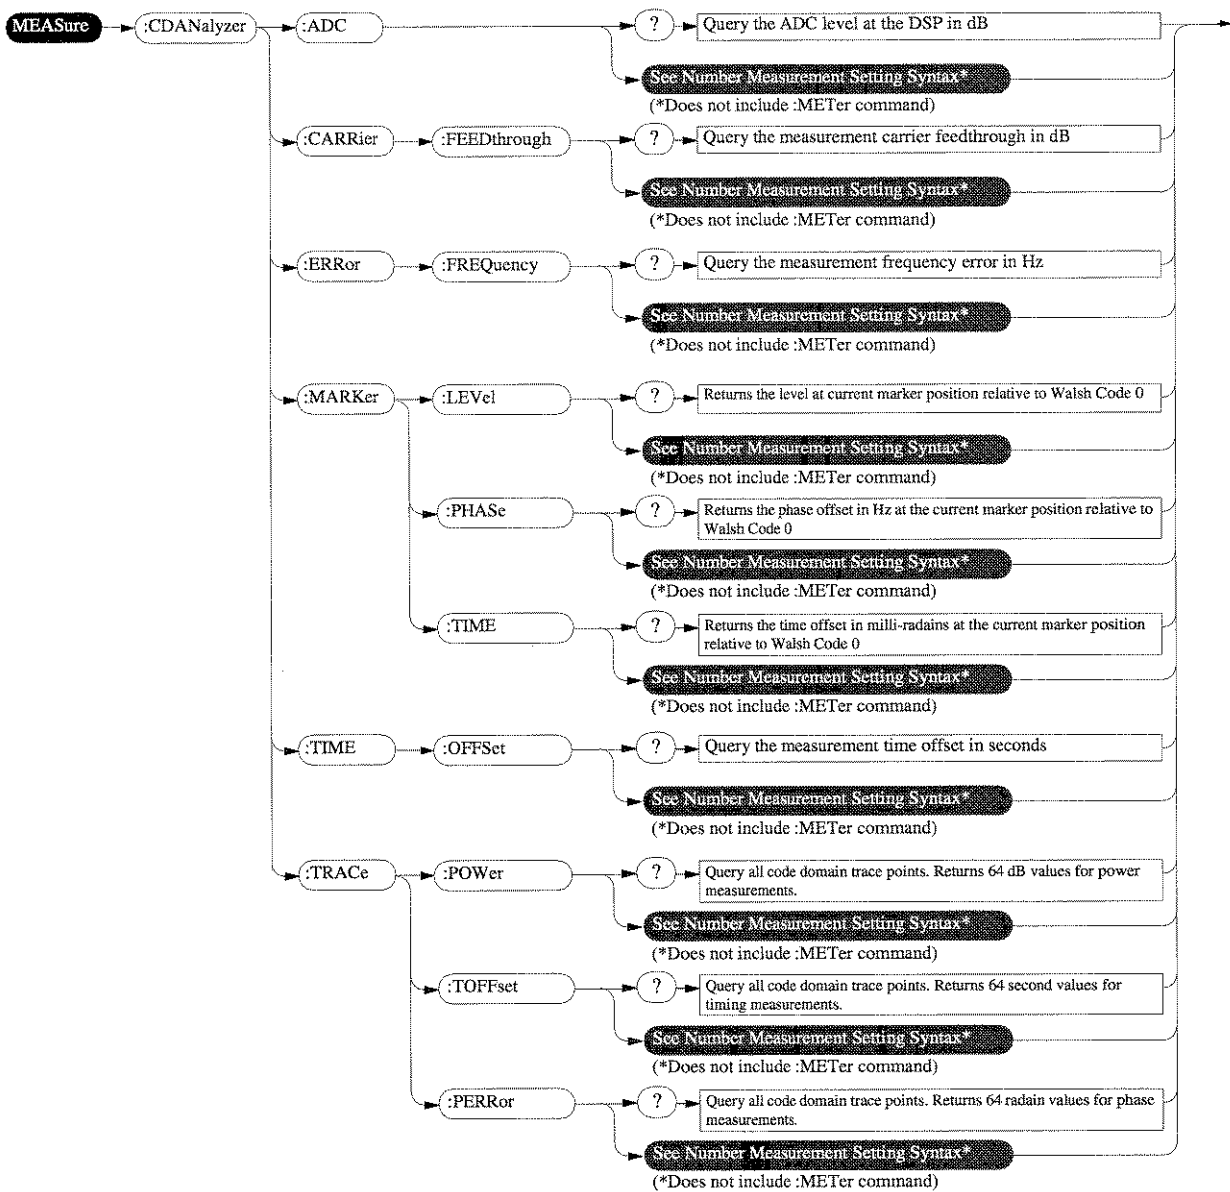 MEASure :CDANalyzer :ADC ? Query the ADC level at the DSP in dB
See Number Measurement Setting Syntax*
(*Does not include :METer command)
:CARRier :FEEDthrough ? Query the measurement carrier feedthrough in dB
See Number Measurement Setting Syntax*
(*Does not include :METer command)
:ERRor :FREQuency ? Query the measurement frequency error in Hz
See Number Measurement Setting Syntax*
(*Does not include :METer command)
:MARKer :LEVel ? Returns the level at current marker position relative to Walsh Code 0
See Number Measurement Setting Syntax*
(*Does not include :METer command)
:PHASe ? Returns the phase offset in Hz at the current marker position relative to
Walsh Code 0
See Number Measurement Setting Syntax*
(*Does not include :METer command)
:TIME ? Returns the time offset in milli-radains at the current marker position
relative to Walsh Code 0
See Number Measurement Setting Syntax*
(*Does not include :METer command)
:TIME :OFFSet ? Query the measurement time offset in seconds
See Number Measurement Setting Syntax*
(*Does not include :METer command)
:TRACe :POWer ? Query all code domain trace points. Returns 64 dB values for power
measurements.
See Number Measurement Setting Syntax*
(*Does not include :METer command)
:TOFFset ? Query all code domain trace points. Returns 64 second values for
timing measurements.
See Number Measurement Setting Syntax*
(*Does not include :METer command)
:PERRor ? Query all code domain trace points. Returns 64 radain values for phase
measurements.
See Number Measurement Setting Syntax*
(*Does not include :METer command)